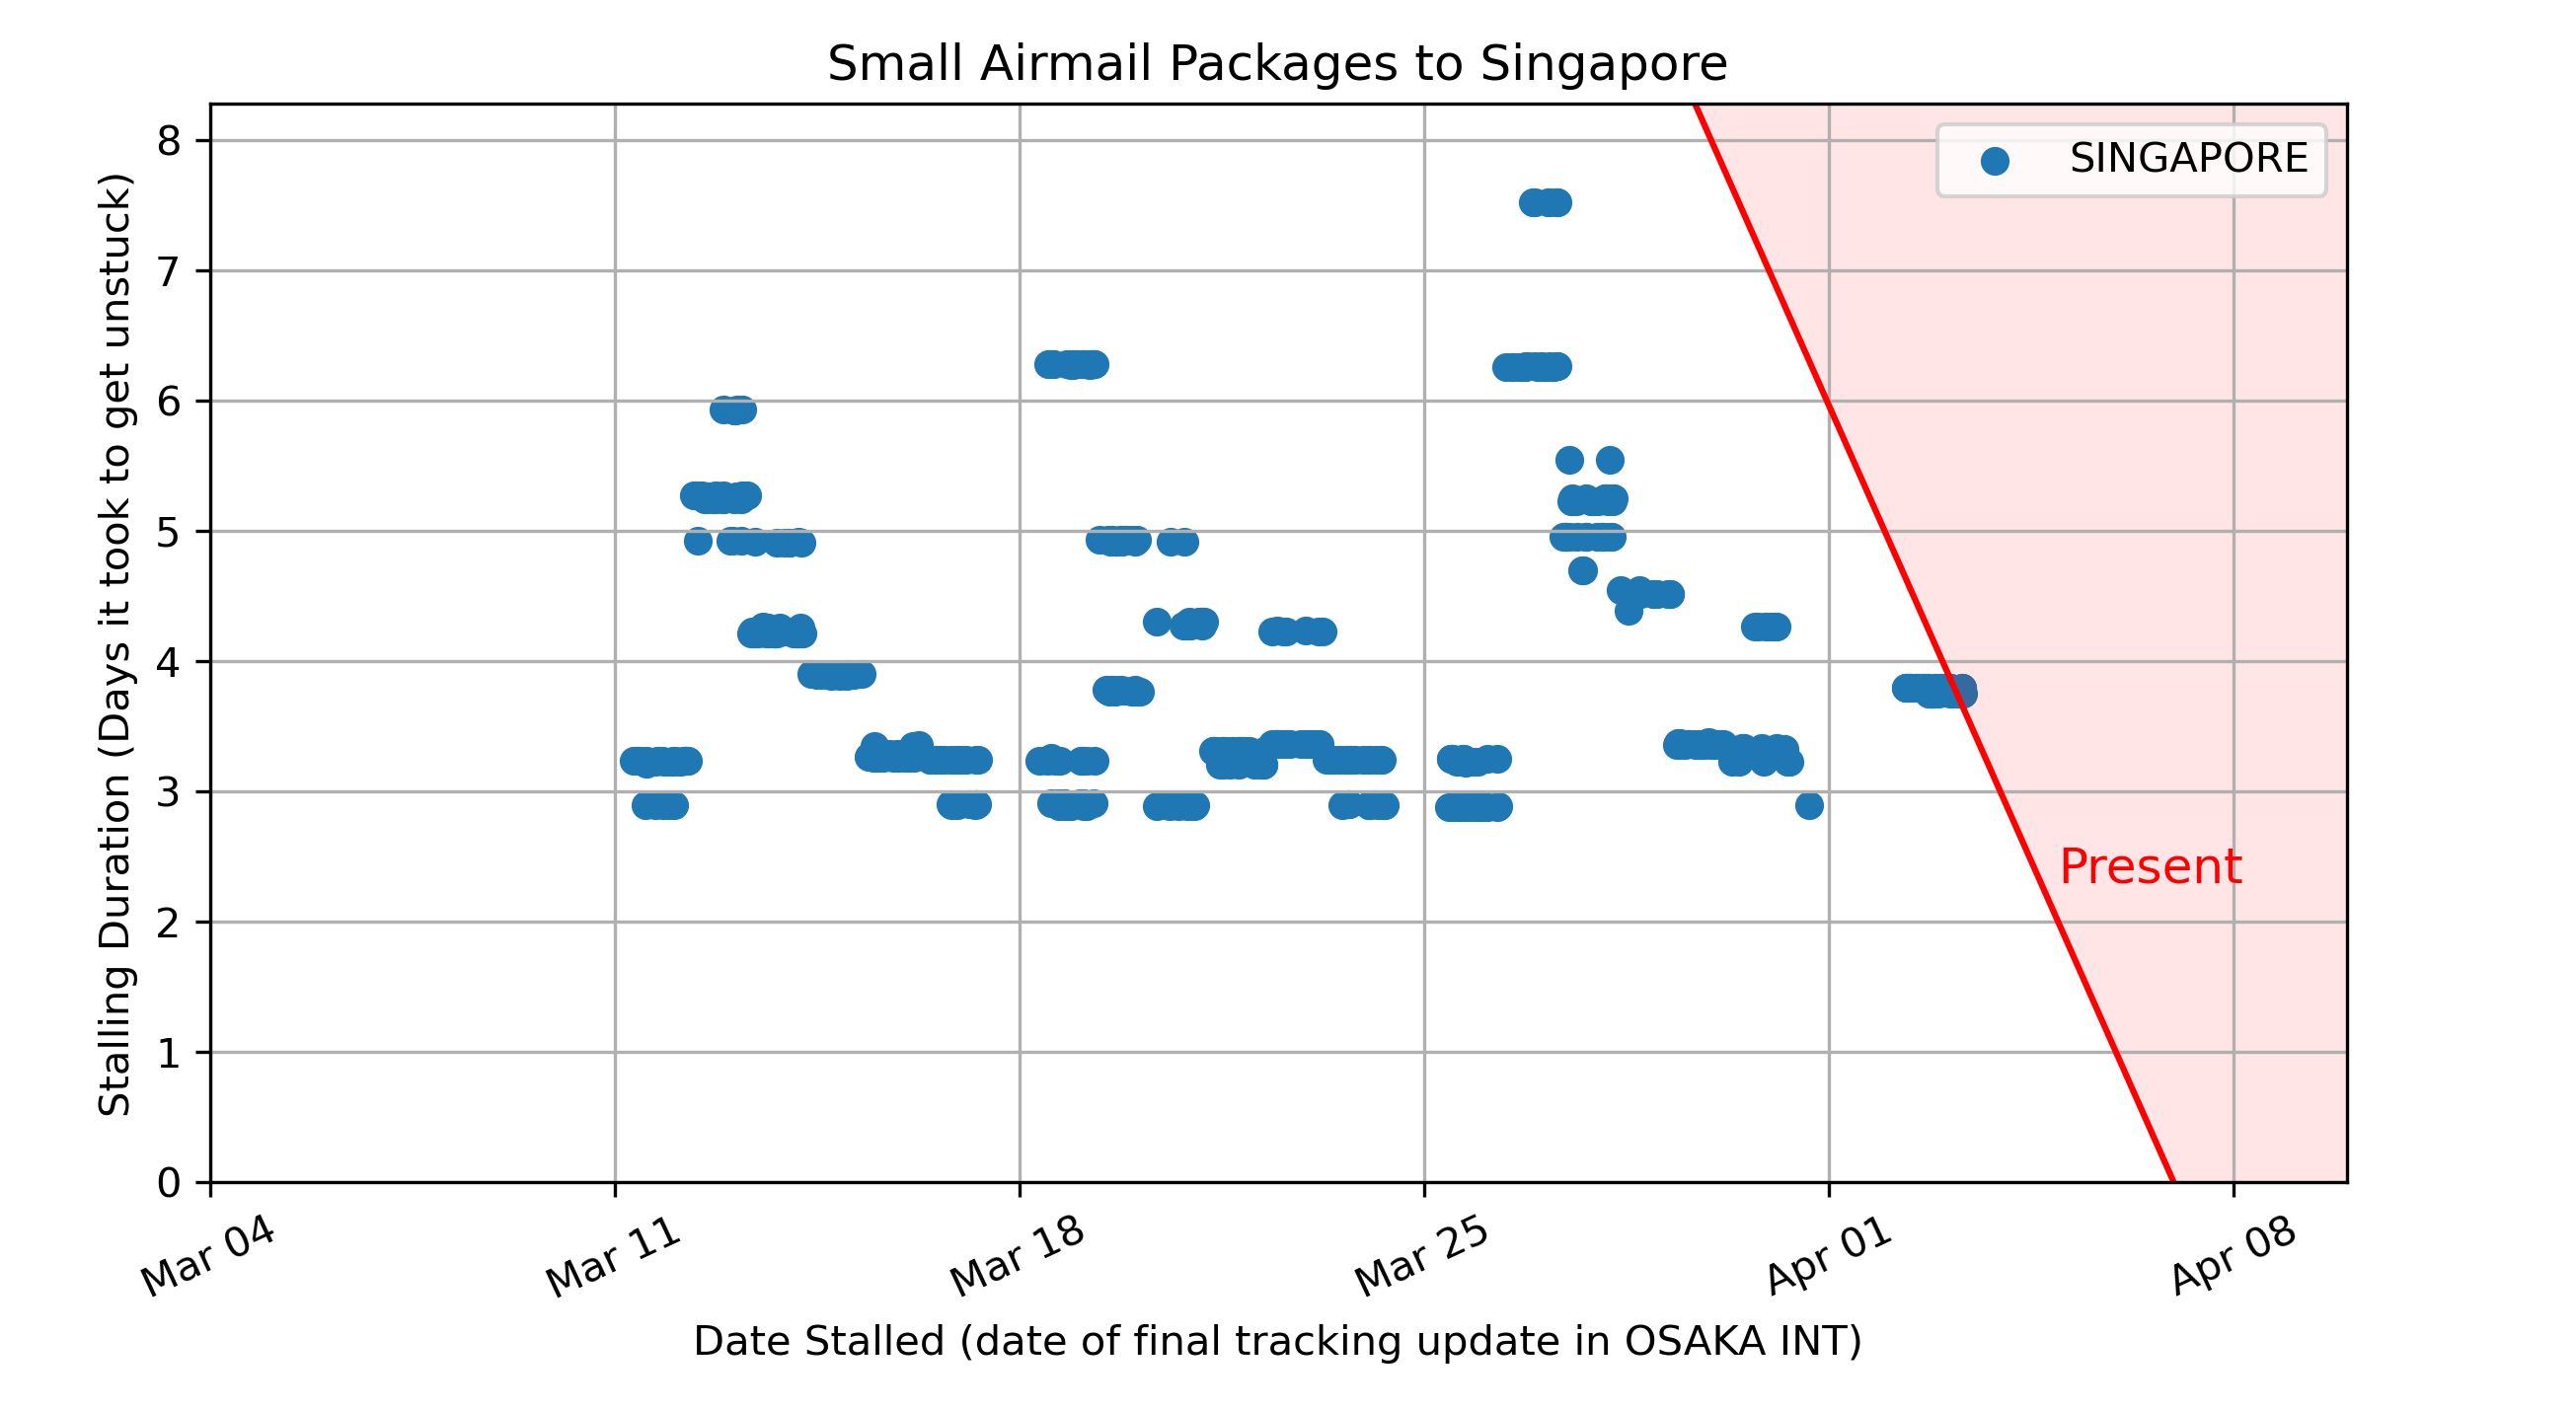 Small Airmail Packages to Singapore
SINGAPORE
Stalling Duration (Days it took to get unstuck)
8
7
6
5
4
3
2
1
0
Present
Mar 04
Mar 11
Mar 18
Mar 25
Apr 01
Apr 08
Date Stalled (date of final tracking update in OSAKA INT)